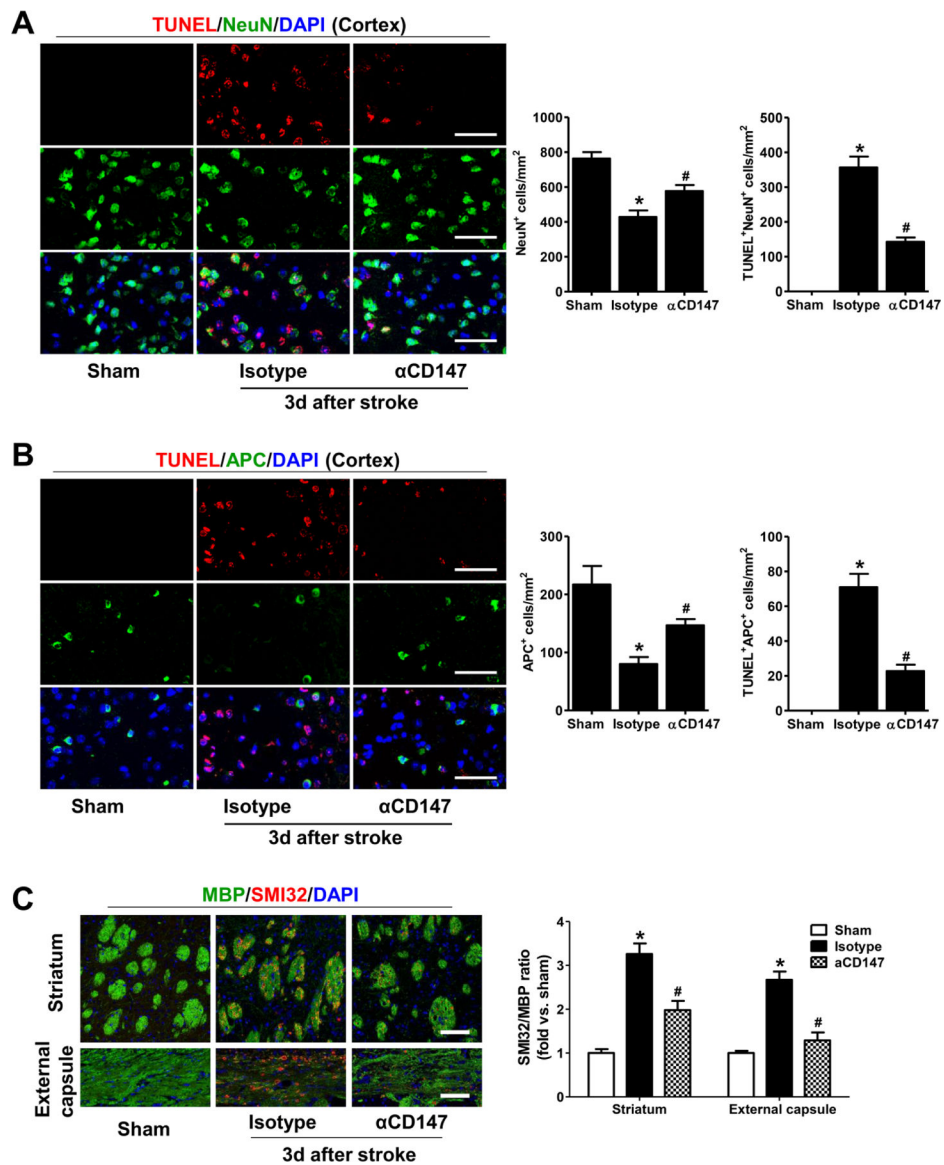 A
TUNEL/NeuN/DAPI (Cortex)
Sham
Isotype
αCD147
3d after stroke
NeuN⁺ cells/mm²
1000
800
600
400
200
0
*
#
Sham Isotype αCD147
TUNEL⁺NeuN⁺ cells/mm²
500
400
300
200
100
0
*
#
Sham Isotype αCD147
B
TUNEL/APC/DAPI (Cortex)
Sham
Isotype
αCD147
3d after stroke
APC⁺ cells/mm²
300
200
100
0
*
#
Sham Isotype αCD147
TUNEL⁺APC⁺ cells/mm²
100
80
60
40
20
0
*
#
Sham Isotype αCD147
C
MBP/SMI32/DAPI
Striatum
External
capsule
Sham
Isotype
αCD147
3d after stroke
SMI32/MBP ratio
(fold vs. sham)
4
3
2
1
0
*
#
*
#
Striatum
External capsule
Sham
Isotype
aCD147